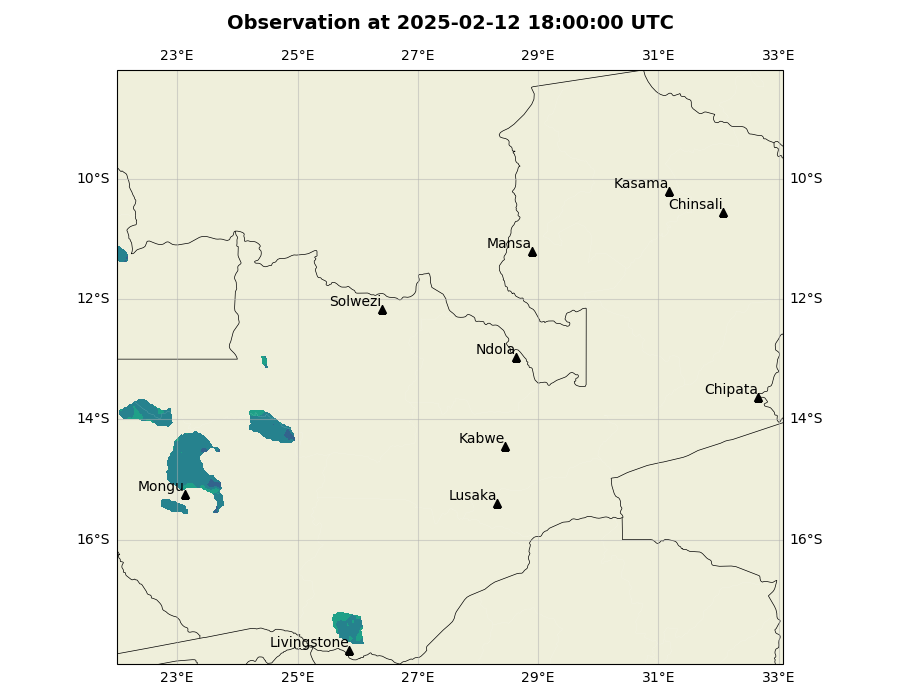 Observation at 2025-02-12 18:00:00 UTC
23°E 25°E 27°E 29°E 31°E 33°E
10°S 10°S
Kasama
Chinsali
Mansa
12°S 12°S
Solwezi
Ndola
Chipata
14°S 14°S
Kabwe
Mongu
Lusaka
16°S 16°S
Livingstone
23°E 25°E 27°E 29°E 31°E 33°E